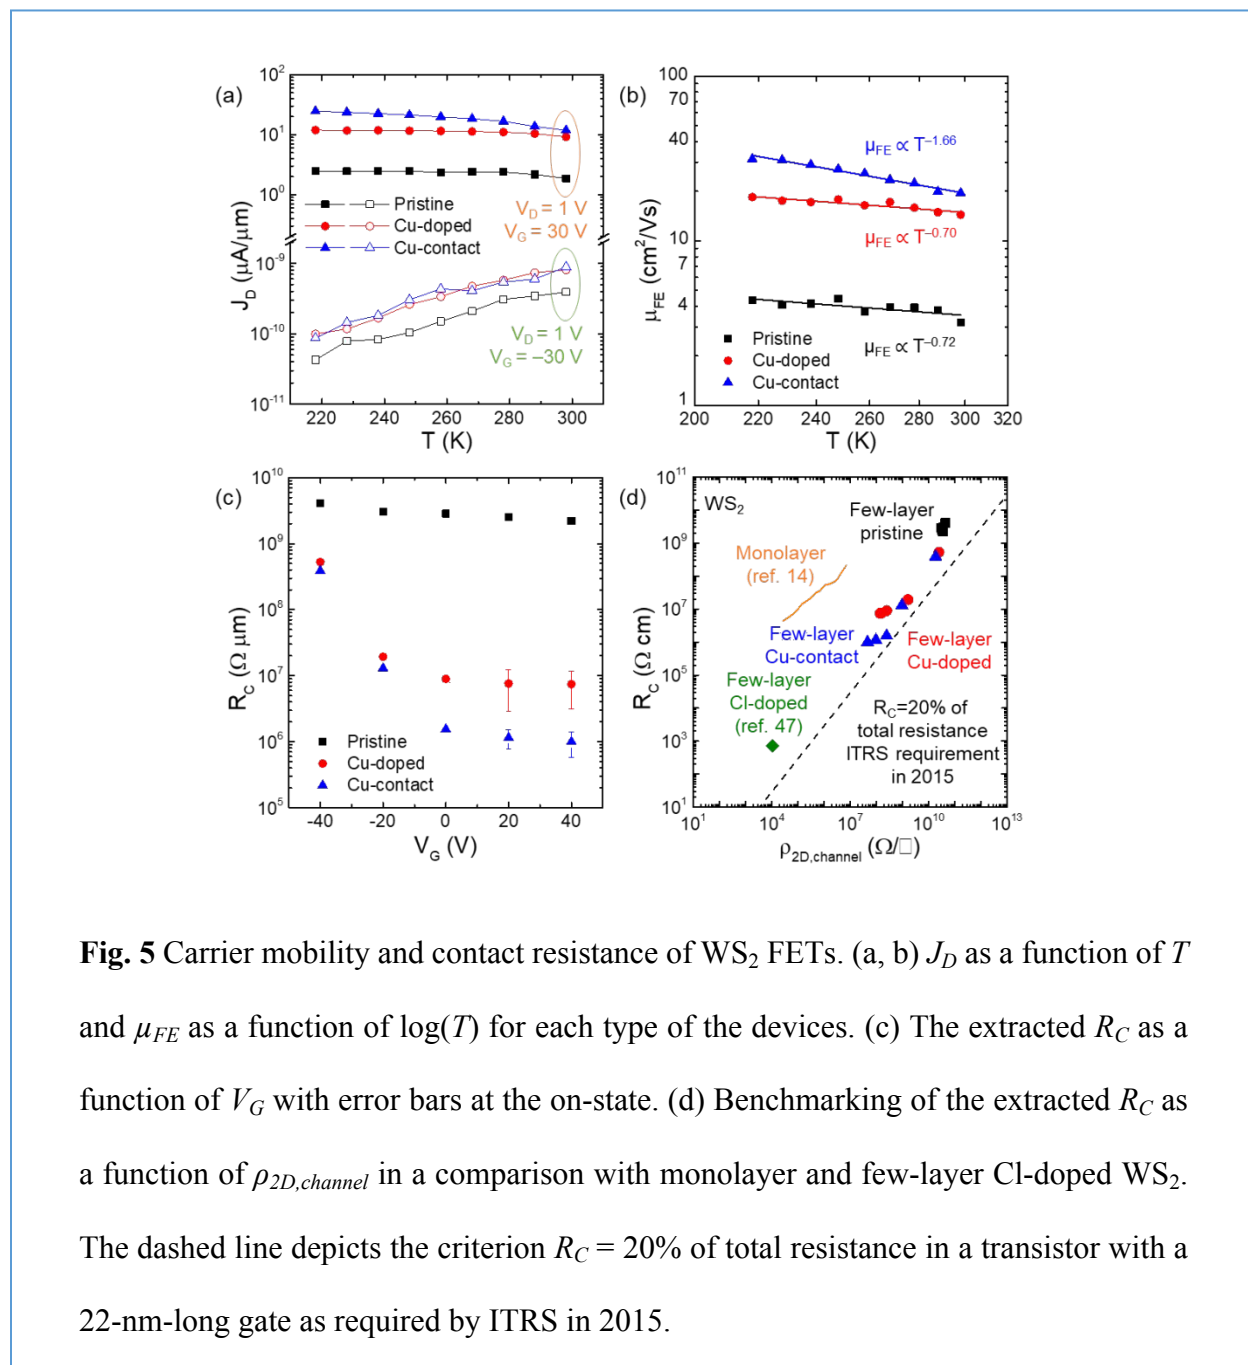 (a)
10²
10¹
10⁰
10⁻⁹
10⁻¹⁰
10⁻¹¹
J_D (μA/μm)
Pristine
Cu-doped
Cu-contact
V_D = 1 V
V_G = 30 V
V_D = 1 V
V_G = −30 V
220 240 260 280 300
T (K)
(b)
100
70
40
10
7
4
1
μ_FE (cm²/Vs)
μ_FE ∝ T^−1.66
μ_FE ∝ T^−0.70
μ_FE ∝ T^−0.72
Pristine
Cu-doped
Cu-contact
200 220 240 260 280 300 320
T (K)
(c)
10¹⁰
10⁹
10⁸
10⁷
10⁶
10⁵
R_C (Ω μm)
Pristine
Cu-doped
Cu-contact
-40 -20 0 20 40
V_G (V)
(d)
10¹¹
10⁹
10⁷
10⁵
10³
10¹
R_C (Ω cm)
WS₂
Few-layer
pristine
Monolayer
(ref. 14)
Few-layer
Cu-contact
Few-layer
Cu-doped
Few-layer
Cl-doped
(ref. 47)
R_C=20% of
total resistance
ITRS requirement
in 2015
10¹ 10⁴ 10⁷ 10¹⁰ 10¹³
ρ_2D,channel (Ω/□)
Fig. 5 Carrier mobility and contact resistance of WS₂ FETs. (a, b) J_D as a function of T
and μ_FE as a function of log(T) for each type of the devices. (c) The extracted R_C as a
function of V_G with error bars at the on-state. (d) Benchmarking of the extracted R_C as
a function of ρ_2D,channel in a comparison with monolayer and few-layer Cl-doped WS₂.
The dashed line depicts the criterion R_C = 20% of total resistance in a transistor with a
22-nm-long gate as required by ITRS in 2015.